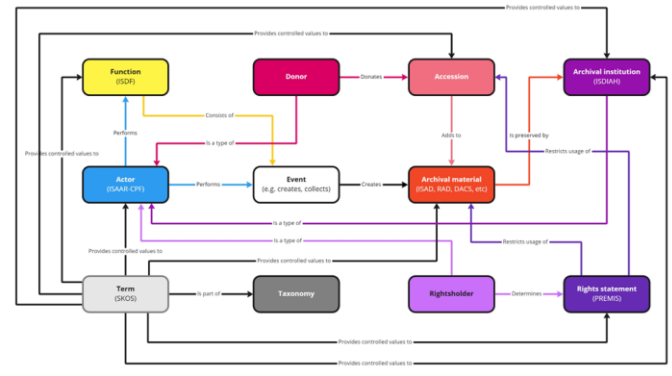 Provides controlled values to
Provides controlled values to
Function
(ISDF)
Donor
Donates
Accession
Archival institution
(ISDIAH)
Consists of
Performs
Is a type of
Adds to
Is preserved by
Restricts usage of
Provides controlled values to
Actor
(ISAAR-CPF)
Performs
Event
(e.g. creates, collects)
Creates
Archival material
(ISAD, RAD, DACS, etc)
Is a type of
Is a type of
Restricts usage of
Provides controlled values to
Provides controlled values to
Term
(SKOS)
Is part of
Taxonomy
Rightsholder
Determines
Rights statement
(PREMIS)
Provides controlled values to
Provides controlled values to